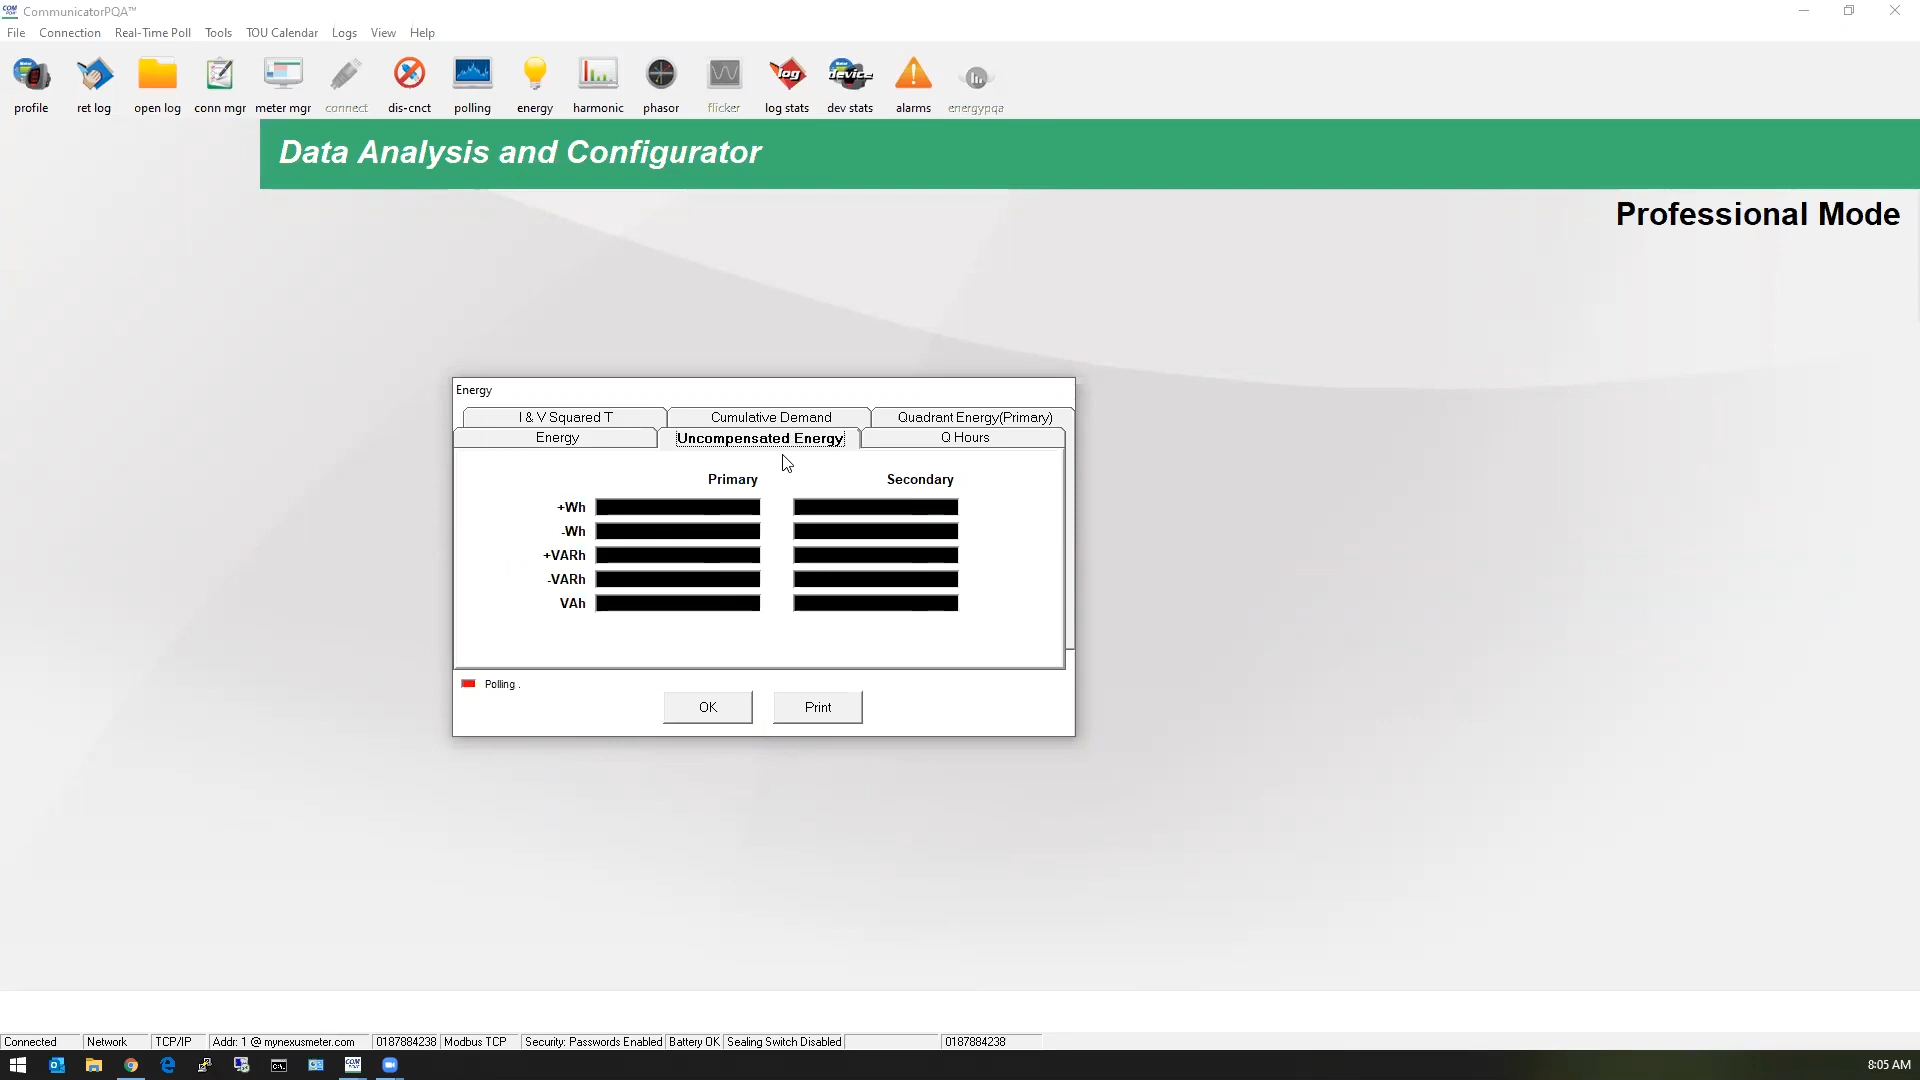 CommunicatorPQA™
File Connection Real-Time Poll Tools TOU Calendar Logs View Help
profile ret log open log conn mgr meter mgr connect dis-cnct polling energy harmonic phasor flicker log stats dev stats alarms energypqa
Data Analysis and Configurator
Professional Mode
Energy
I & V Squared T Cumulative Demand Quadrant Energy(Primary)
Energy Uncompensated Energy Q Hours
Primary Secondary
+Wh
-Wh
+VARh
-VARh
VAh
Polling .
OK Print
Connected Network TCP/IP Addr: 1 @ mynexusmeter.com 0187884238 Modbus TCP Security: Passwords Enabled Battery OK Sealing Switch Disabled 0187884238
8:05 AM